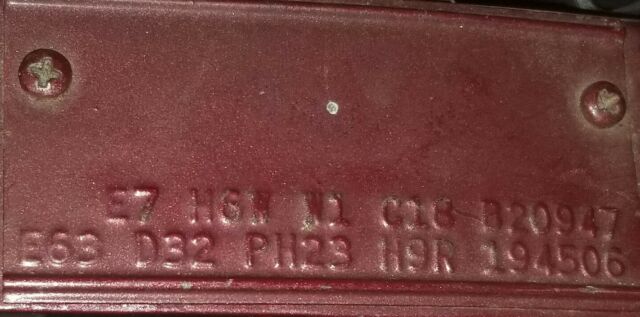 E7 H6W W1 C18 B20947
E63 D32 PH23 H9R 194506